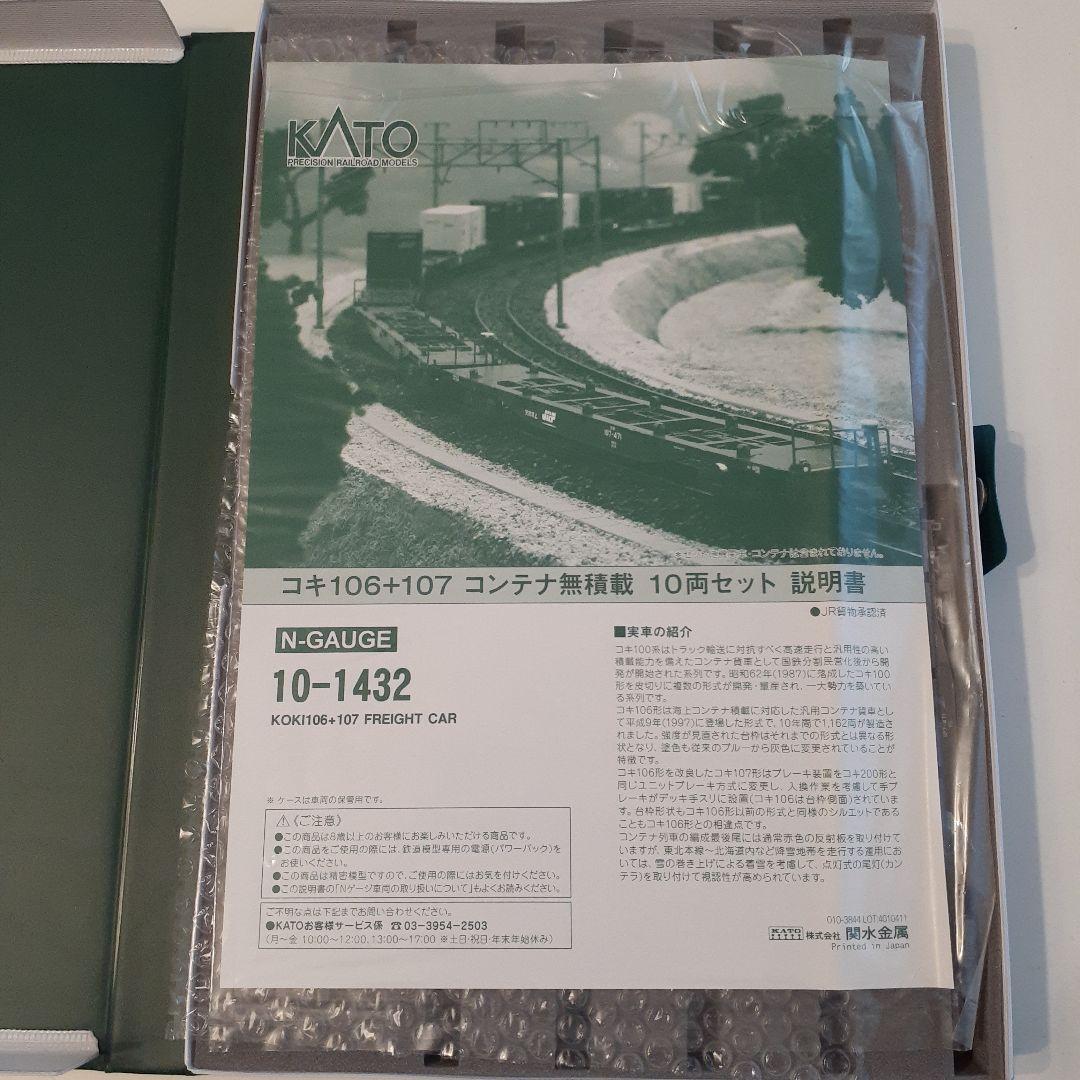 KATO
PRECISION RAILROAD MODELS
107-471
コンテナは含まれておりません。
コキ106+107 コンテナ無積載 10両セット 説明書
●JR貨物承認済
N-GAUGE
10-1432
KOKI106+107 FREIGHT CAR
※ ケースは車両の保管用です。
⚠《ご注意》
●この商品は8歳以上のお客様にお楽しみいただける商品です。
●この商品をご使用の際には、鉄道模型専用の電源(パワーパック)を
お使いください。
●この商品は精密模型ですので、ご使用の際にはお気を付けください。
●この説明書の「Nゲージ車両の取り扱いについて」もよくお読みください。
ご不明な点は下記までお問い合わせください。
●KATOお客様サービス係 ☎03-3954-2503
(月〜金 10:00〜12:00、13:00〜17:00 ※土日・祝日・年末年始休み)
■実車の紹介
コキ100系はトラック輸送に対抗すべく高速走行と汎用性の高い
積載能力を備えたコンテナ貨車として国鉄分割民営化後から開
発が開始された系列です。昭和62年(1987)に落成したコキ100
形を皮切りに複数の形式が開発・量産され、一大勢力を築いてい
る系列です。
コキ106形は海上コンテナ積載に対応した汎用コンテナ貨車とし
て平成9年(1997)に登場した形式で、10年間で1,162両が製造さ
れました。強度が見直された台枠はそれまでの形式とは異なる形
状となり、塗色も従来のブルーから灰色に変更されていることが
特徴です。
コキ106形を改良したコキ107形はブレーキ装置をコキ200形と
同じユニットブレーキ方式に変更し、入換作業を考慮して手ブ
レーキがデッキ手スリに設置(コキ106は台枠側面)されていま
す。台枠形状もコキ106形以前の形式と同様のシルエットであ
ることもコキ106形との相違点です。
コンテナ列車の編成最後尾には通常赤色の反射板を取り付けて
いますが、東北本線〜北海道内など降雪地帯を走行する運用にお
いては、雪の巻き上げによる着雪を考慮して、点灯式の尾灯(カン
テラ)を取り付けて視認性が高められています。
010-3844 LOT:4010411
KATO 株式会社 関水金属
Printed in Japan